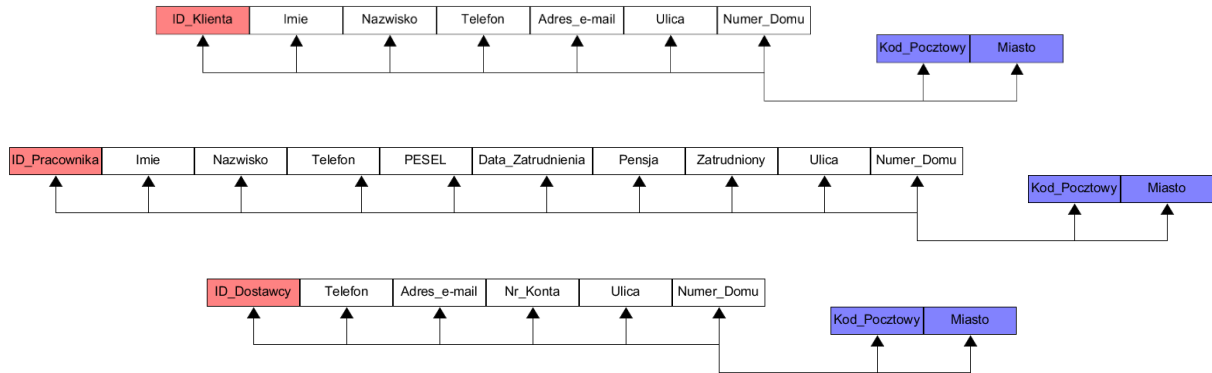 ID_Klienta Imie Nazwisko Telefon Adres_e-mail Ulica Numer_Domu
Kod_Pocztowy Miasto
ID_Pracownika Imie Nazwisko Telefon PESEL Data_Zatrudnienia Pensja Zatrudniony Ulica Numer_Domu
Kod_Pocztowy Miasto
ID_Dostawcy Telefon Adres_e-mail Nr_Konta Ulica Numer_Domu
Kod_Pocztowy Miasto